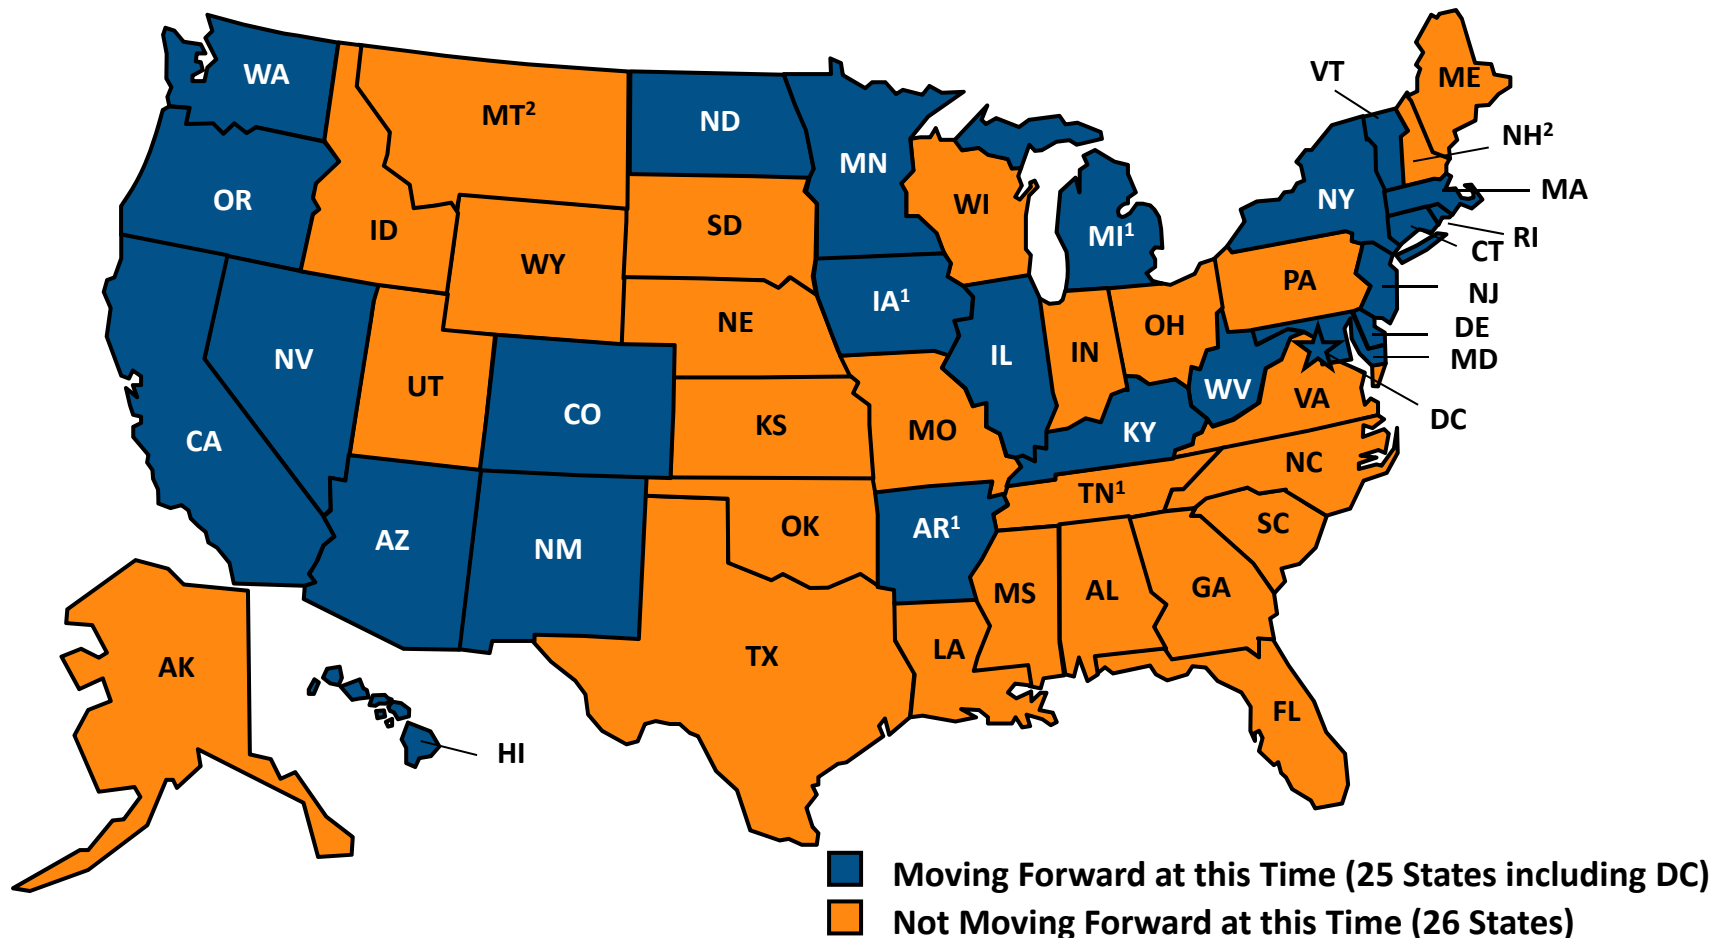 WA
MT²
ND
MN
VT
ME
NH²
MA
OR
ID
WY
SD
WI
MI¹
NY
RI
CT
NJ
PA
DE
MD
DC
NV
UT
CO
NE
IA¹
IL
IN
OH
WV
VA
CA
KS
MO
KY
NC
TN¹
SC
AZ
NM
OK
AR¹
MS
AL
GA
TX
LA
FL
AK
HI
Moving Forward at this Time (25 States including DC)
Not Moving Forward at this Time (26 States)